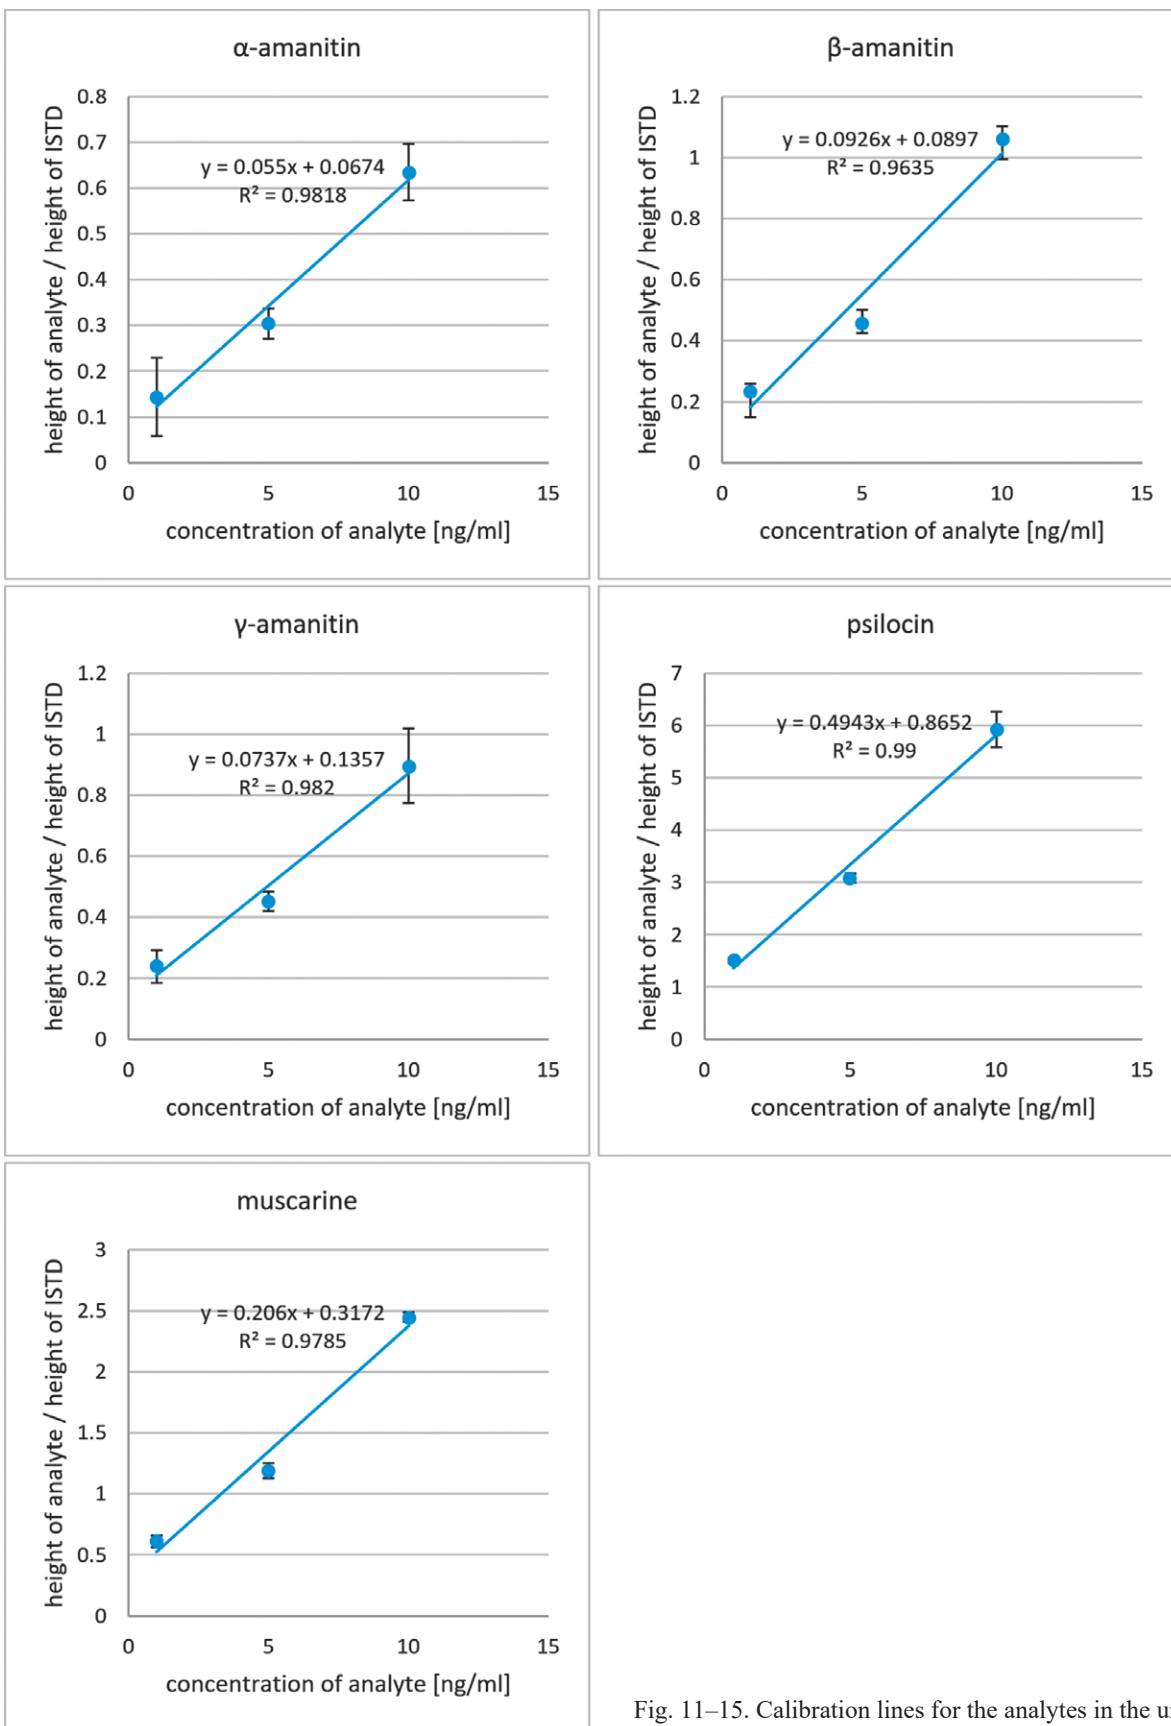 α-amanitin
height of analyte / height of ISTD
0.8
0.7
0.6
0.5
0.4
0.3
0.2
0.1
0
y = 0.055x + 0.0674
R² = 0.9818
0 5 10 15
concentration of analyte [ng/ml]
β-amanitin
height of analyte / height of ISTD
1.2
1
0.8
0.6
0.4
0.2
0
y = 0.0926x + 0.0897
R² = 0.9635
0 5 10 15
concentration of analyte [ng/ml]
γ-amanitin
height of analyte / height of ISTD
1.2
1
0.8
0.6
0.4
0.2
0
y = 0.0737x + 0.1357
R² = 0.982
0 5 10 15
concentration of analyte [ng/ml]
psilocin
height of analyte / height of ISTD
7
6
5
4
3
2
1
0
y = 0.4943x + 0.8652
R² = 0.99
0 5 10 15
concentration of analyte [ng/ml]
muscarine
height of analyte / height of ISTD
3
2.5
2
1.5
1
0.5
0
y = 0.206x + 0.3172
R² = 0.9785
0 5 10 15
concentration of analyte [ng/ml]
Fig. 11–15. Calibration lines for the analytes in the